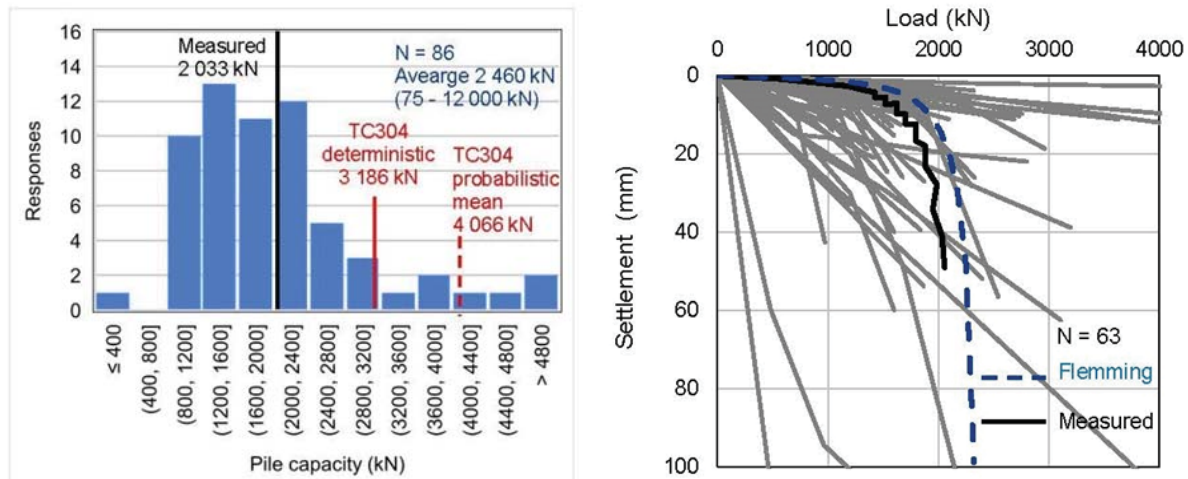 16
14
12
10
8
6
4
2
0
Responses
Measured
2 033 kN
N = 86
Avearge 2 460 kN
(75 - 12 000 kN)
TC304
deterministic
3 186 kN
TC304
probabilistic
mean
4 066 kN
≤ 400
(400, 800]
(800, 1200]
(1200, 1600]
(1600, 2000]
(2000, 2400]
(2400, 2800]
(2800, 3200]
(3200, 3600]
(3600, 4000]
(4000, 4400]
(4400, 4800]
> 4800
Pile capacity (kN)
Load (kN)
0 1000 2000 3000 4000
0
20
40
60
80
100
Settlement (mm)
N = 63
Flemming
Measured